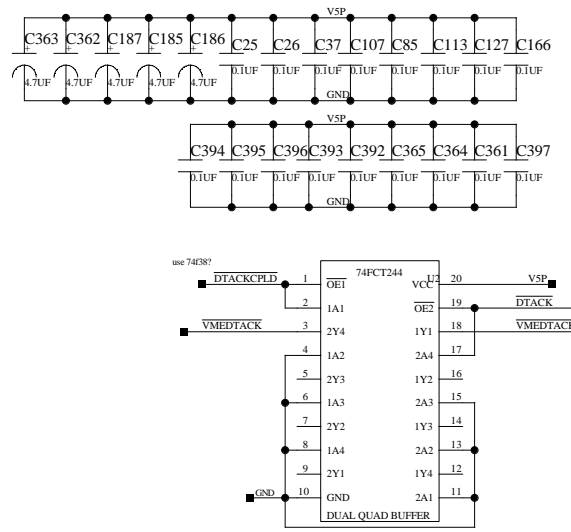 V5P
C363 C362 C187 C185 C186 C25 C26 C37 C107 C85 C113 C127 C166
4.7UF 4.7UF 4.7UF 4.7UF 4.7UF 0.1UF 0.1UF 0.1UF 0.1UF 0.1UF 0.1UF 0.1UF 0.1UF
GND
V5P
C394 C395 C396 C393 C392 C365 C364 C361 C397
0.1UF 0.1UF 0.1UF 0.1UF 0.1UF 0.1UF 0.1UF 0.1UF 0.1UF
GND
use 74f38?
74FCT244 U2
DTACKCPLD 1 OE1 VCC 20 V5P
2 1A1 OE2 19 DTACK
VMEDTACK 3 2Y4 1Y1 18 VMEDTACK
4 1A2 2A4 17
5 2Y3 1Y2 16
6 1A3 2A3 15
7 2Y2 1Y3 14
8 1A4 2A2 13
9 2Y1 1Y4 12
GND 10 GND 2A1 11
DUAL QUAD BUFFER